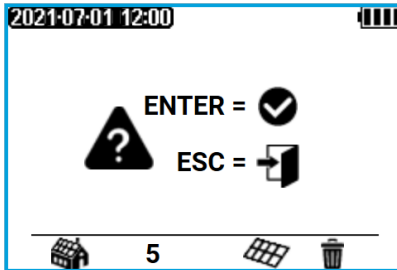 2021-07-01 12:00
ENTER =
?
ESC =
5